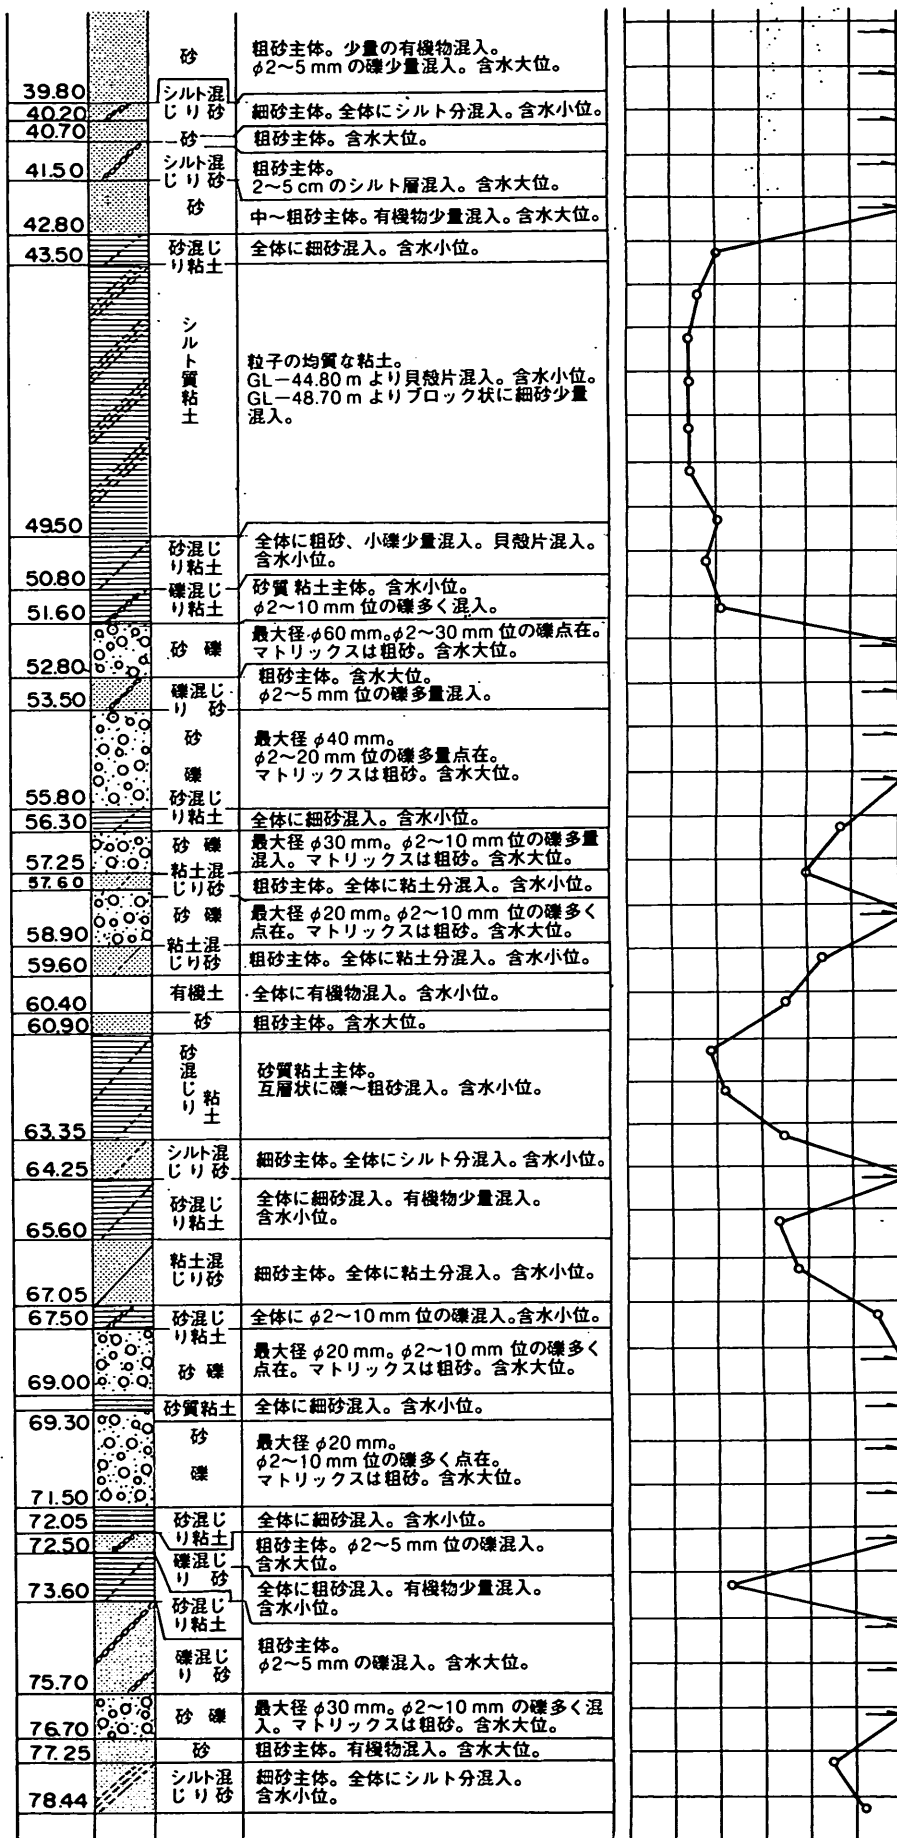 砂
粗砂主体。少量の有機物混入。
φ2～5 mm の礫少量混入。含水大位。
39.80
シルト混
じり砂
細砂主体。全体にシルト分混入。含水小位。
40.20
砂
粗砂主体。含水大位。
40.70
シルト混
じり砂
粗砂主体。
2～5 cm のシルト層混入。含水大位。
41.50
砂
中～粗砂主体。有機物少量混入。含水大位。
42.80
砂混じ
り粘土
全体に細砂混入。含水小位。
43.50
シルト質粘土
粒子の均質な粘土。
GL－44.80 m より貝殻片混入。含水小位。
GL－48.70 m よりブロック状に細砂少量
混入。
49.50
砂混じ
り粘土
全体に粗砂、小礫少量混入。貝殻片混入。
含水小位。
50.80
礫混じ
り粘土
砂質粘土主体。含水小位。
φ2～10 mm 位の礫多く混入。
51.60
砂 礫
最大径 φ60 mm。φ2～30 mm 位の礫点在。
マトリックスは粗砂。含水大位。
52.80
礫混じ
り 砂
粗砂主体。含水大位。
φ2～5 mm 位の礫多量混入。
53.50
砂
礫
最大径 φ40 mm。
φ2～20 mm 位の礫多量点在。
マトリックスは粗砂。含水大位。
55.80
砂混じ
り粘土
全体に細砂混入。含水小位。
56.30
砂 礫
最大径 φ30 mm。φ2～10 mm 位の礫多量
混入。マトリックスは粗砂。含水大位。
57.25
粘土混
じり砂
粗砂主体。全体に粘土分混入。含水小位。
57.60
砂 礫
最大径 φ20 mm。φ2～10 mm 位の礫多く
点在。マトリックスは粗砂。含水大位。
58.90
粘土混
じり砂
粗砂主体。全体に粘土分混入。含水小位。
59.60
有機土
全体に有機物混入。含水小位。
60.40
砂
粗砂主体。含水大位。
60.90
砂混じり粘土
砂質粘土主体。
互層状に礫～粗砂混入。含水小位。
63.35
シルト混
じり砂
細砂主体。全体にシルト分混入。含水小位。
64.25
砂混じ
り粘土
全体に細砂混入。有機物少量混入。
含水小位。
65.60
粘土混
じり砂
細砂主体。全体に粘土分混入。含水小位。
67.05
砂混じ
り粘土
全体に φ2～10 mm 位の礫混入。含水小位。
67.50
砂 礫
最大径 φ20 mm。φ2～10 mm 位の礫多く
点在。マトリックスは粗砂。含水大位。
69.00
砂質粘土
全体に細砂混入。含水小位。
69.30
砂
礫
最大径 φ20 mm。
φ2～10 mm 位の礫多く点在。
マトリックスは粗砂。含水大位。
71.50
砂混じ
り粘土
全体に細砂混入。含水小位。
72.05
礫混じ
り 砂
粗砂主体。φ2～5 mm 位の礫混入。
含水大位。
72.50
砂混じ
り粘土
全体に粗砂混入。有機物少量混入。
含水小位。
73.60
礫混じ
り 砂
粗砂主体。
φ2～5 mm の礫混入。含水大位。
75.70
砂 礫
最大径 φ30 mm。φ2～10 mm の礫多く混
入。マトリックスは粗砂。含水大位。
76.70
砂
粗砂主体。有機物混入。含水大位。
77.25
シルト混
じり砂
細砂主体。全体にシルト分混入。
含水小位。
78.44